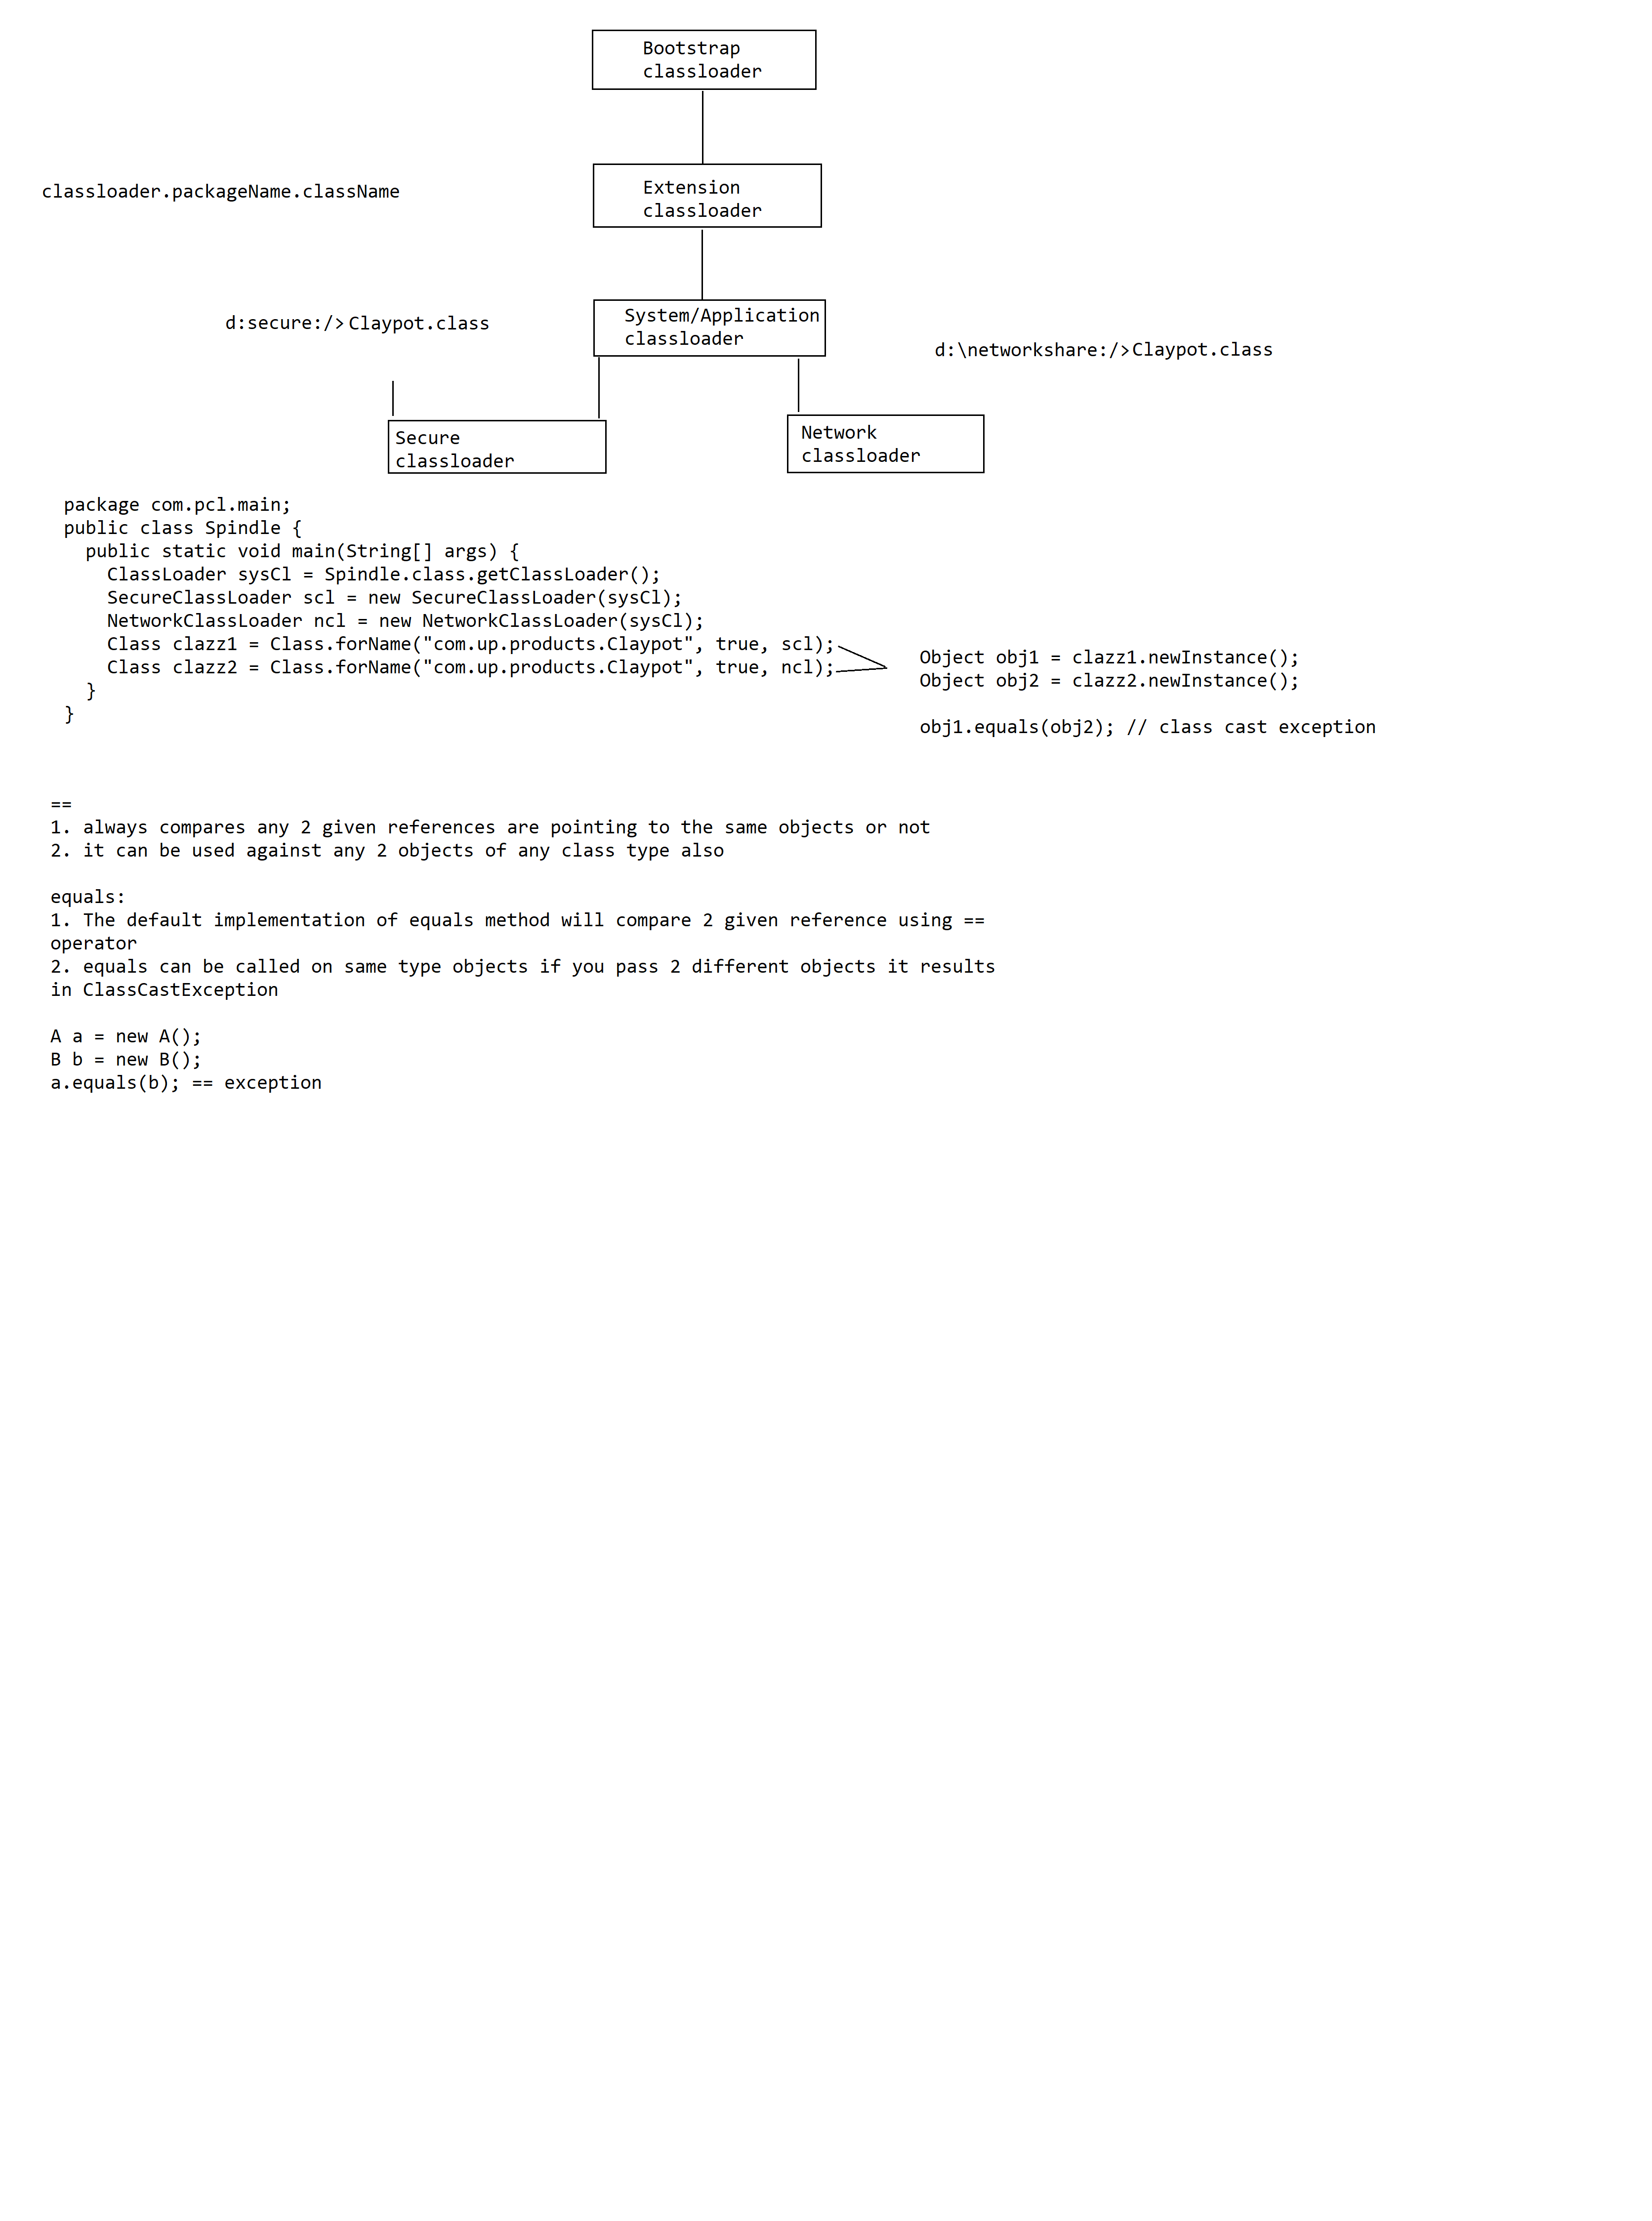 Bootstrap
classloader
classloader.packageName.className
Extension
classloader
System/Application
classloader
d:secure:/> Claypot.class
d:\networkshare:/> Claypot.class
Secure
classloader
Network
classloader
package com.pcl.main;
public class Spindle {
public static void main(String[] args) {
ClassLoader sysCl = Spindle.class.getClassLoader();
SecureClassLoader scl = new SecureClassLoader(sysCl);
NetworkClassLoader ncl = new NetworkClassLoader(sysCl);
Class clazz1 = Class.forName("com.up.products.Claypot", true, scl);
Class clazz2 = Class.forName("com.up.products.Claypot", true, ncl);
}
}
Object obj1 = clazz1.newInstance();
Object obj2 = clazz2.newInstance();
obj1.equals(obj2); // class cast exception
==
1. always compares any 2 given references are pointing to the same objects or not
2. it can be used against any 2 objects of any class type also
equals:
1. The default implementation of equals method will compare 2 given reference using ==
operator
2. equals can be called on same type objects if you pass 2 different objects it results
in ClassCastException
A a = new A();
B b = new B();
a.equals(b); == exception